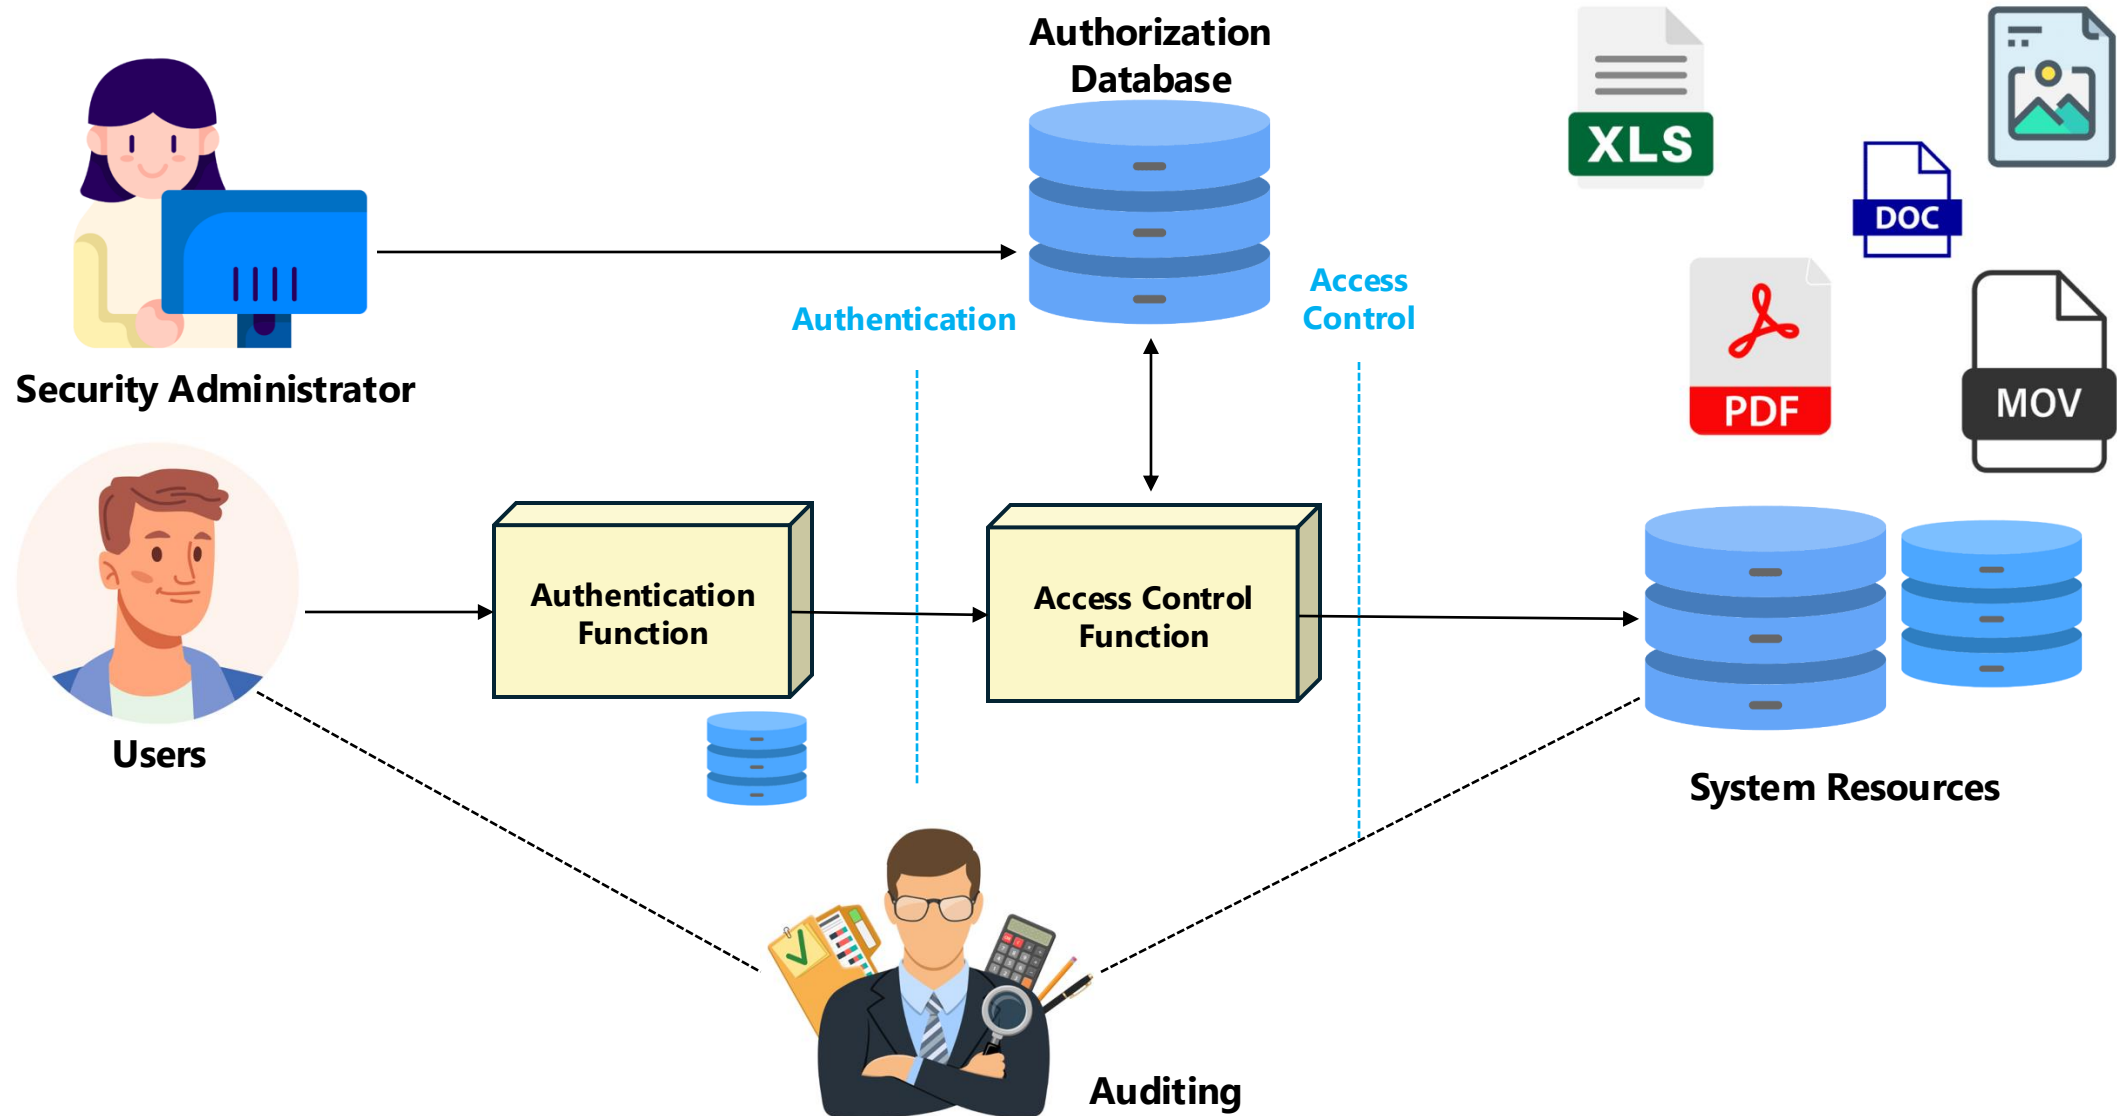 Authorization
Database
XLS
DOC
Access
Control
Authentication
PDF
MOV
Security Administrator
Authentication
Function
Access Control
Function
Users
System Resources
Auditing